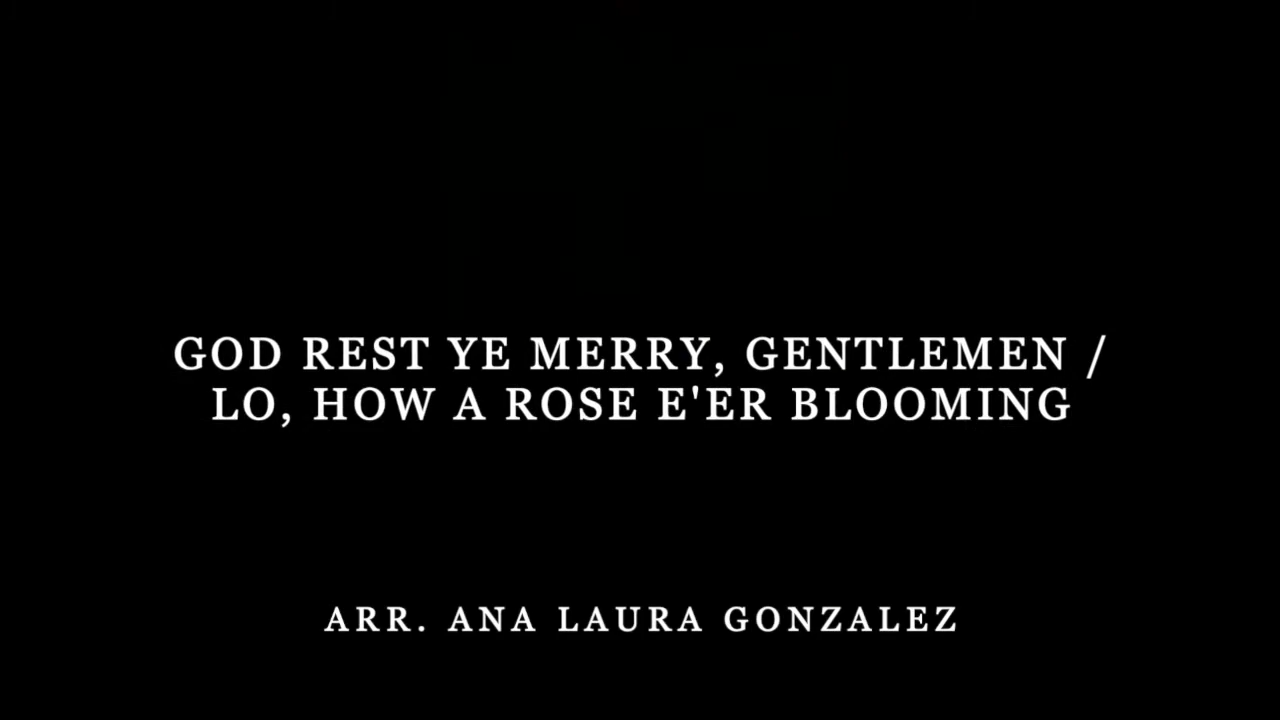 GOD REST YE MERRY, GENTLEMEN /
LO, HOW A ROSE E'ER BLOOMING
ARR. ANA LAURA GONZALEZ